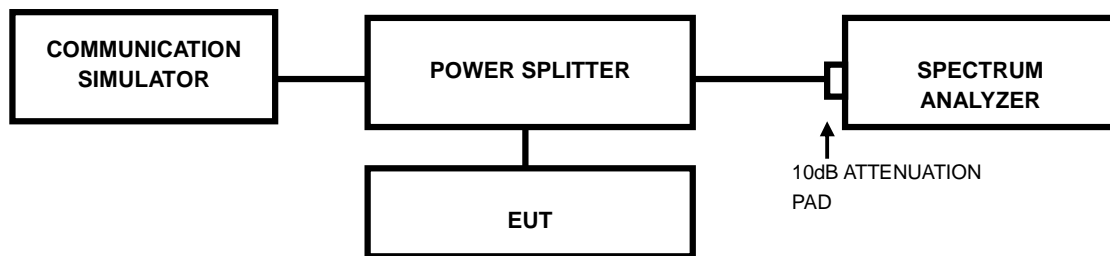 COMMUNICATION
SIMULATOR
POWER SPLITTER
SPECTRUM
ANALYZER
10dB ATTENUATION
PAD
EUT